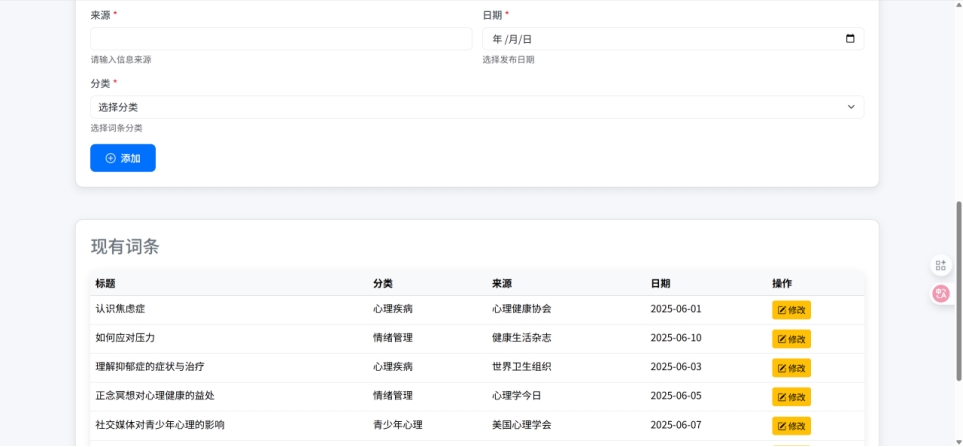 来源 *
日期 *
年 /月/日
请输入信息来源
选择发布日期
分类 *
选择分类
选择词条分类
添加
现有词条
标题 分类 来源 日期 操作
认识焦虑症 心理疾病 心理健康协会 2025-06-01 修改
如何应对压力 情绪管理 健康生活杂志 2025-06-10 修改
理解抑郁症的症状与治疗 心理疾病 世界卫生组织 2025-06-03 修改
正念冥想对心理健康的益处 情绪管理 心理学今日 2025-06-05 修改
社交媒体对青少年心理的影响 青少年心理 美国心理学会 2025-06-07 修改